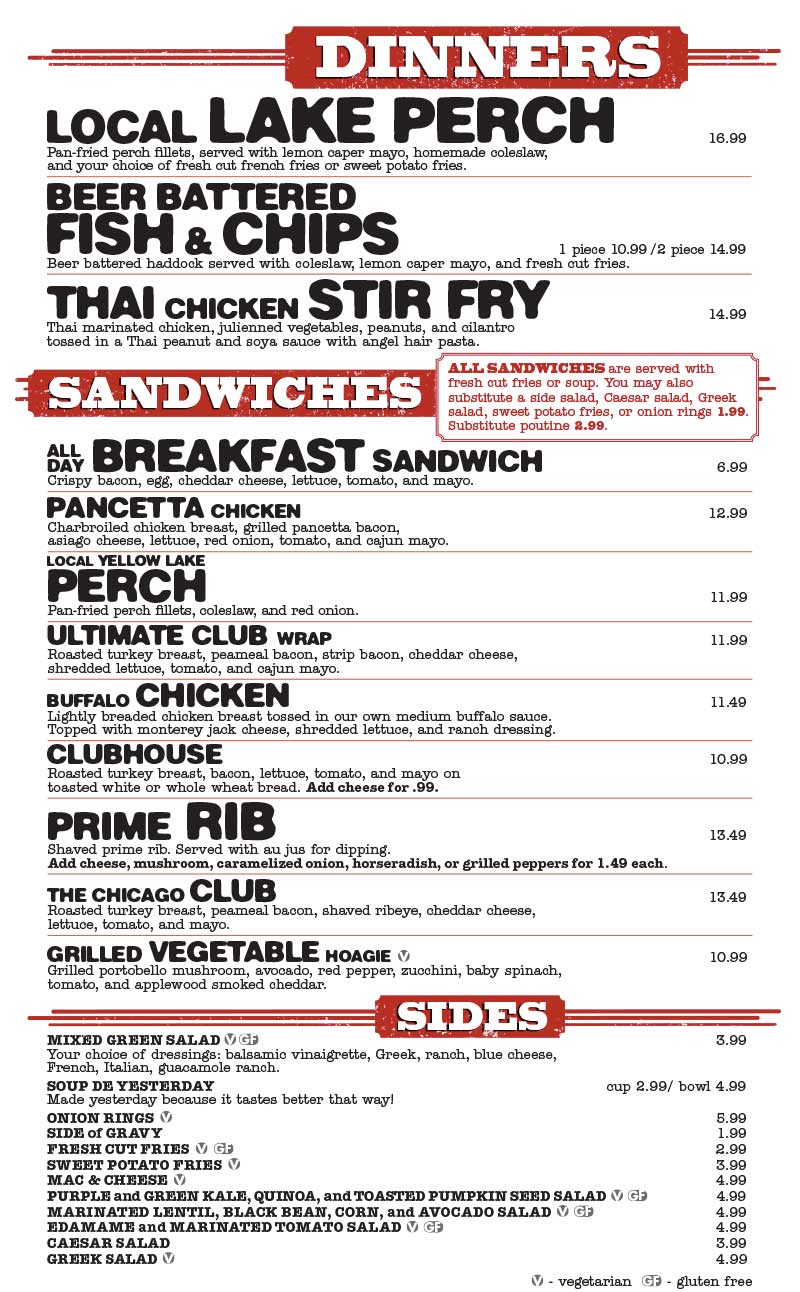 DINNERS
LOCAL LAKE PERCH 16.99
Pan-fried perch fillets, served with lemon caper mayo, homemade coleslaw,
and your choice of fresh cut french fries or sweet potato fries.
BEER BATTERED
FISH & CHIPS 1 piece 10.99 /2 piece 14.99
Beer battered haddock served with coleslaw, lemon caper mayo, and fresh cut fries.
THAI CHICKEN STIR FRY 14.99
Thai marinated chicken, julienned vegetables, peanuts, and cilantro
tossed in a Thai peanut and soya sauce with angel hair pasta.
SANDWICHES
ALL SANDWICHES are served with
fresh cut fries or soup. You may also
substitute a side salad, Caesar salad, Greek
salad, sweet potato fries, or onion rings 1.99.
Substitute poutine 2.99.
ALL DAY BREAKFAST SANDWICH 6.99
Crispy bacon, egg, cheddar cheese, lettuce, tomato, and mayo.
PANCETTA CHICKEN 12.99
Charbroiled chicken breast, grilled pancetta bacon,
asiago cheese, lettuce, red onion, tomato, and cajun mayo.
LOCAL YELLOW LAKE
PERCH 11.99
Pan-fried perch fillets, coleslaw, and red onion.
ULTIMATE CLUB WRAP 11.99
Roasted turkey breast, peameal bacon, strip bacon, cheddar cheese,
shredded lettuce, tomato, and cajun mayo.
BUFFALO CHICKEN 11.49
Lightly breaded chicken breast tossed in our own medium buffalo sauce.
Topped with monterey jack cheese, shredded lettuce, and ranch dressing.
CLUBHOUSE 10.99
Roasted turkey breast, bacon, lettuce, tomato, and mayo on
toasted white or whole wheat bread. Add cheese for .99.
PRIME RIB 13.49
Shaved prime rib. Served with au jus for dipping.
Add cheese, mushroom, caramelized onion, horseradish, or grilled peppers for 1.49 each.
THE CHICAGO CLUB 13.49
Roasted turkey breast, peameal bacon, shaved ribeye, cheddar cheese,
lettuce, tomato, and mayo.
GRILLED VEGETABLE HOAGIE V 10.99
Grilled portobello mushroom, avocado, red pepper, zucchini, baby spinach,
tomato, and applewood smoked cheddar.
SIDES
MIXED GREEN SALAD V GF 3.99
Your choice of dressings: balsamic vinaigrette, Greek, ranch, blue cheese,
French, Italian, guacamole ranch.
SOUP DE YESTERDAY cup 2.99/ bowl 4.99
Made yesterday because it tastes better that way!
ONION RINGS V 5.99
SIDE of GRAVY 1.99
FRESH CUT FRIES V GF 2.99
SWEET POTATO FRIES V 3.99
MAC & CHEESE V 4.99
PURPLE and GREEN KALE, QUINOA, and TOASTED PUMPKIN SEED SALAD V GF 4.99
MARINATED LENTIL, BLACK BEAN, CORN, and AVOCADO SALAD V GF 4.99
EDAMAME and MARINATED TOMATO SALAD V GF 4.99
CAESAR SALAD 3.99
GREEK SALAD V 4.99
V - vegetarian GF - gluten free